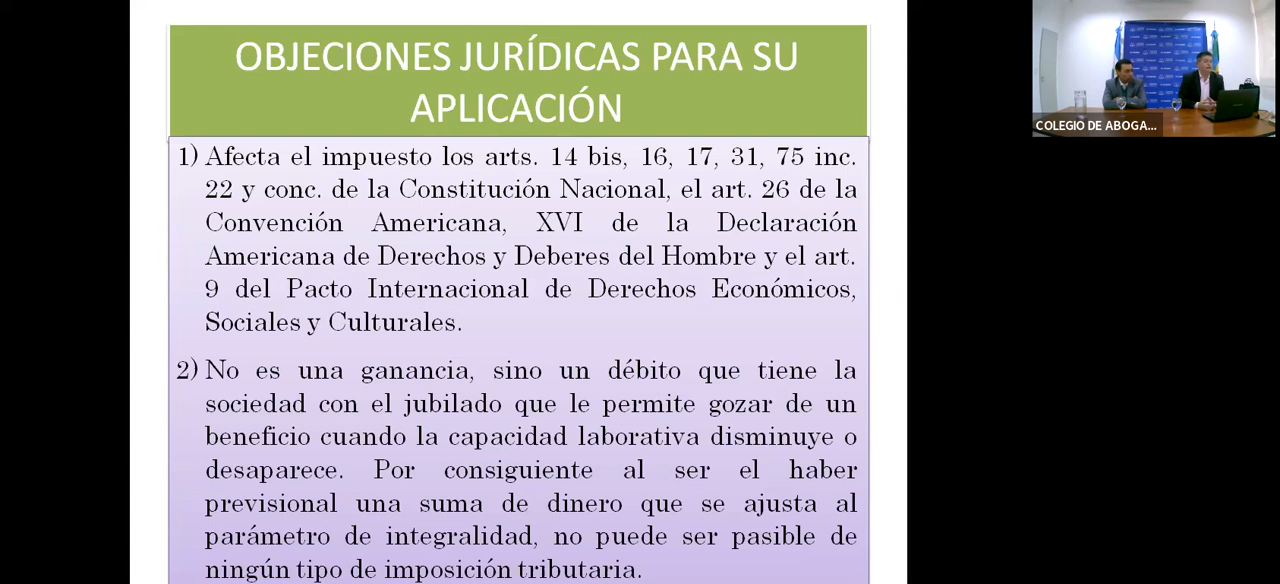 OBJECIONES JURÍDICAS PARA SU
APLICACIÓN
1) Afecta el impuesto los arts. 14 bis, 16, 17, 31, 75 inc.
22 y conc. de la Constitución Nacional, el art. 26 de la
Convención Americana, XVI de la Declaración
Americana de Derechos y Deberes del Hombre y el art.
9 del Pacto Internacional de Derechos Económicos,
Sociales y Culturales.
2) No es una ganancia, sino un débito que tiene la
sociedad con el jubilado que le permite gozar de un
beneficio cuando la capacidad laborativa disminuye o
desaparece. Por consiguiente al ser el haber
previsional una suma de dinero que se ajusta al
parámetro de integralidad, no puede ser pasible de
ningún tipo de imposición tributaria.
COLEGIO DE ABOGA...